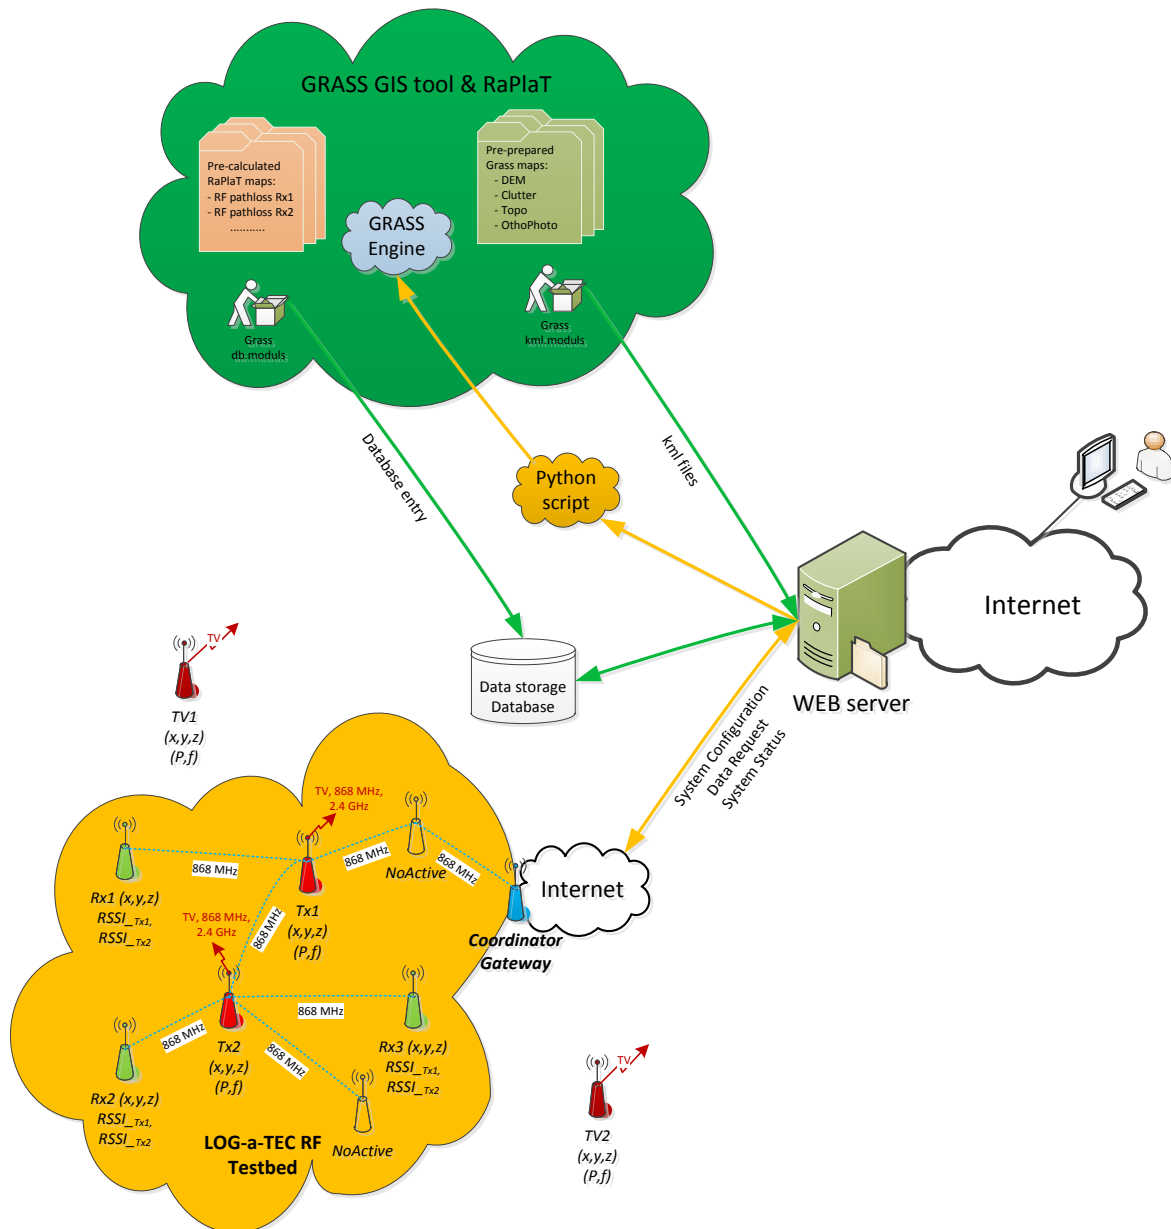 GRASS GIS tool & RaPlaT
Pre-calculated
RaPlaT maps:
- RF pathloss Rx1
- RF pathloss Rx2
...........
Pre-prepared
Grass maps:
- DEM
- Clutter
- Topo
- OthoPhoto
GRASS
Engine
Grass
db.moduls
Grass
kml.moduls
Database entry
kml files
Python
script
Internet
WEB server
Data storage
Database
System Configuration
Data Request
System Status
TV
TV1
(x,y,z)
(P,f)
TV, 868 MHz,
2.4 GHz
868 MHz
868 MHz
868 MHz
NoActive
Internet
Rx1 (x,y,z)
RSSI_Tx1,
RSSI_Tx2
Tx1
(x,y,z)
(P,f)
868 MHz
TV, 868 MHz,
2.4 GHz
Coordinator
Gateway
868 MHz
868 MHz
868 MHz
Tx2
(x,y,z)
(P,f)
Rx3 (x,y,z)
RSSI_Tx1,
RSSI_Tx2
Rx2 (x,y,z)
RSSI_Tx1,
RSSI_Tx2
NoActive
LOG-a-TEC RF
Testbed
TV
TV2
(x,y,z)
(P,f)